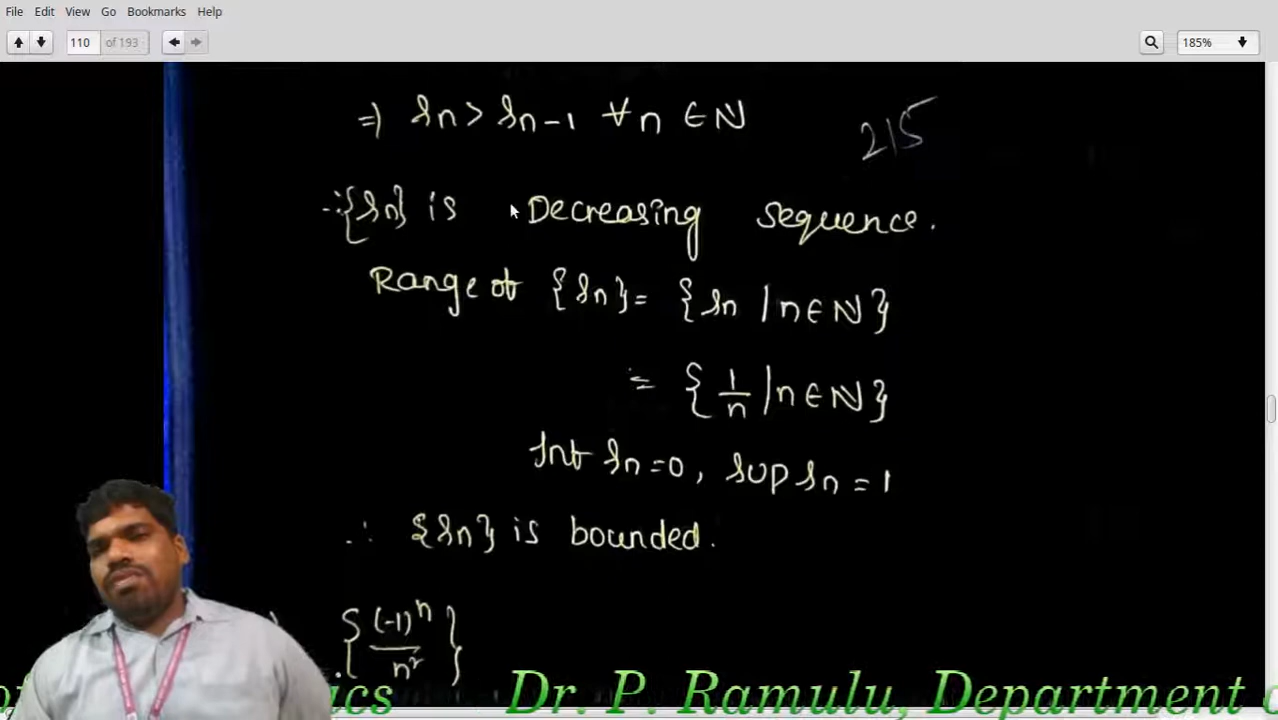 File Edit View Go Bookmarks Help
110 of 193 185%
⇒ Sn > Sn-1 ∀n ∈ N
215
∴ {Sn} is Decreasing sequence.
Range of {Sn} = {Sn | n ∈ N}
= {1/n | n ∈ N}
Inf Sn = 0, Sup Sn = 1
∴ {Sn} is bounded.
{(-1)^n / n²}
Dr. P. Ramulu, Department